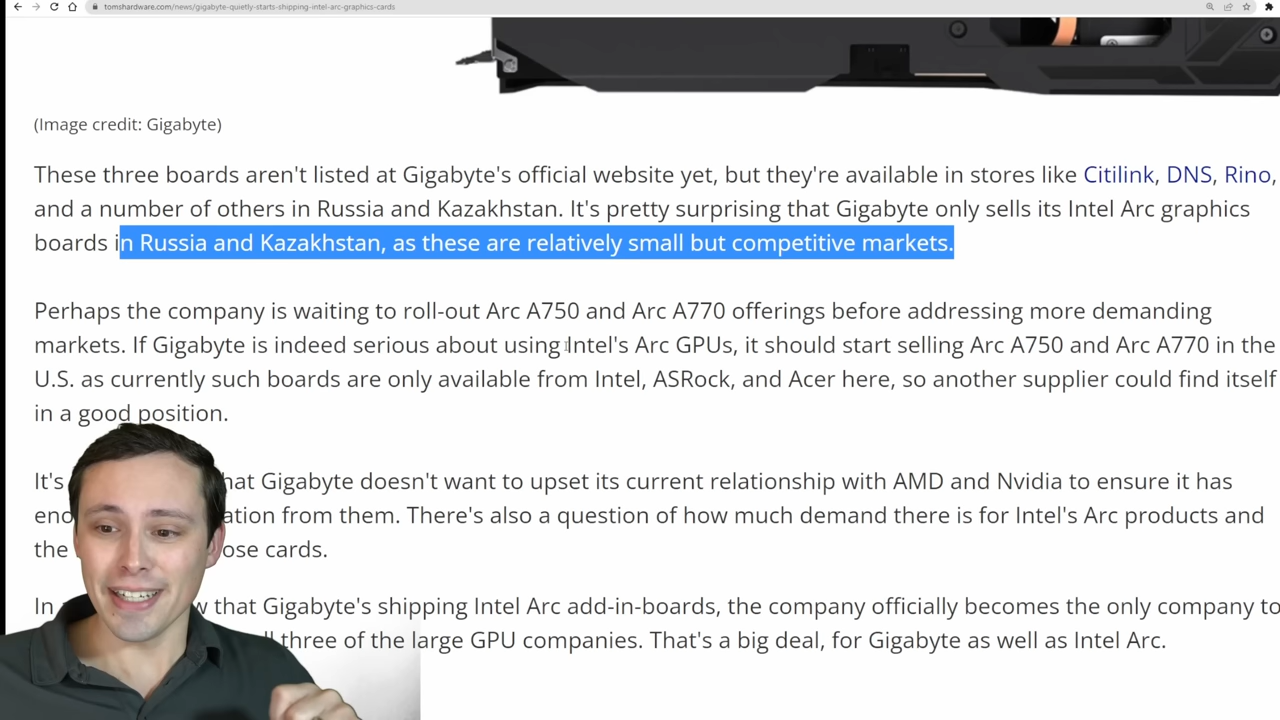 tomshardware.com/news/gigabyte-quietly-starts-shipping-intel-arc-graphics-cards
(Image credit: Gigabyte)
These three boards aren't listed at Gigabyte's official website yet, but they're available in stores like Citilink, DNS, Rino,
and a number of others in Russia and Kazakhstan. It's pretty surprising that Gigabyte only sells its Intel Arc graphics
boards in Russia and Kazakhstan, as these are relatively small but competitive markets.
Perhaps the company is waiting to roll-out Arc A750 and Arc A770 offerings before addressing more demanding
markets. If Gigabyte is indeed serious about using Intel's Arc GPUs, it should start selling Arc A750 and Arc A770 in the
U.S. as currently such boards are only available from Intel, ASRock, and Acer here, so another supplier could find itself
in a good position.
It's hat Gigabyte doesn't want to upset its current relationship with AMD and Nvidia to ensure it has
eno ation from them. There's also a question of how much demand there is for Intel's Arc products and
the ose cards.
In w that Gigabyte's shipping Intel Arc add-in-boards, the company officially becomes the only company to
three of the large GPU companies. That's a big deal, for Gigabyte as well as Intel Arc.